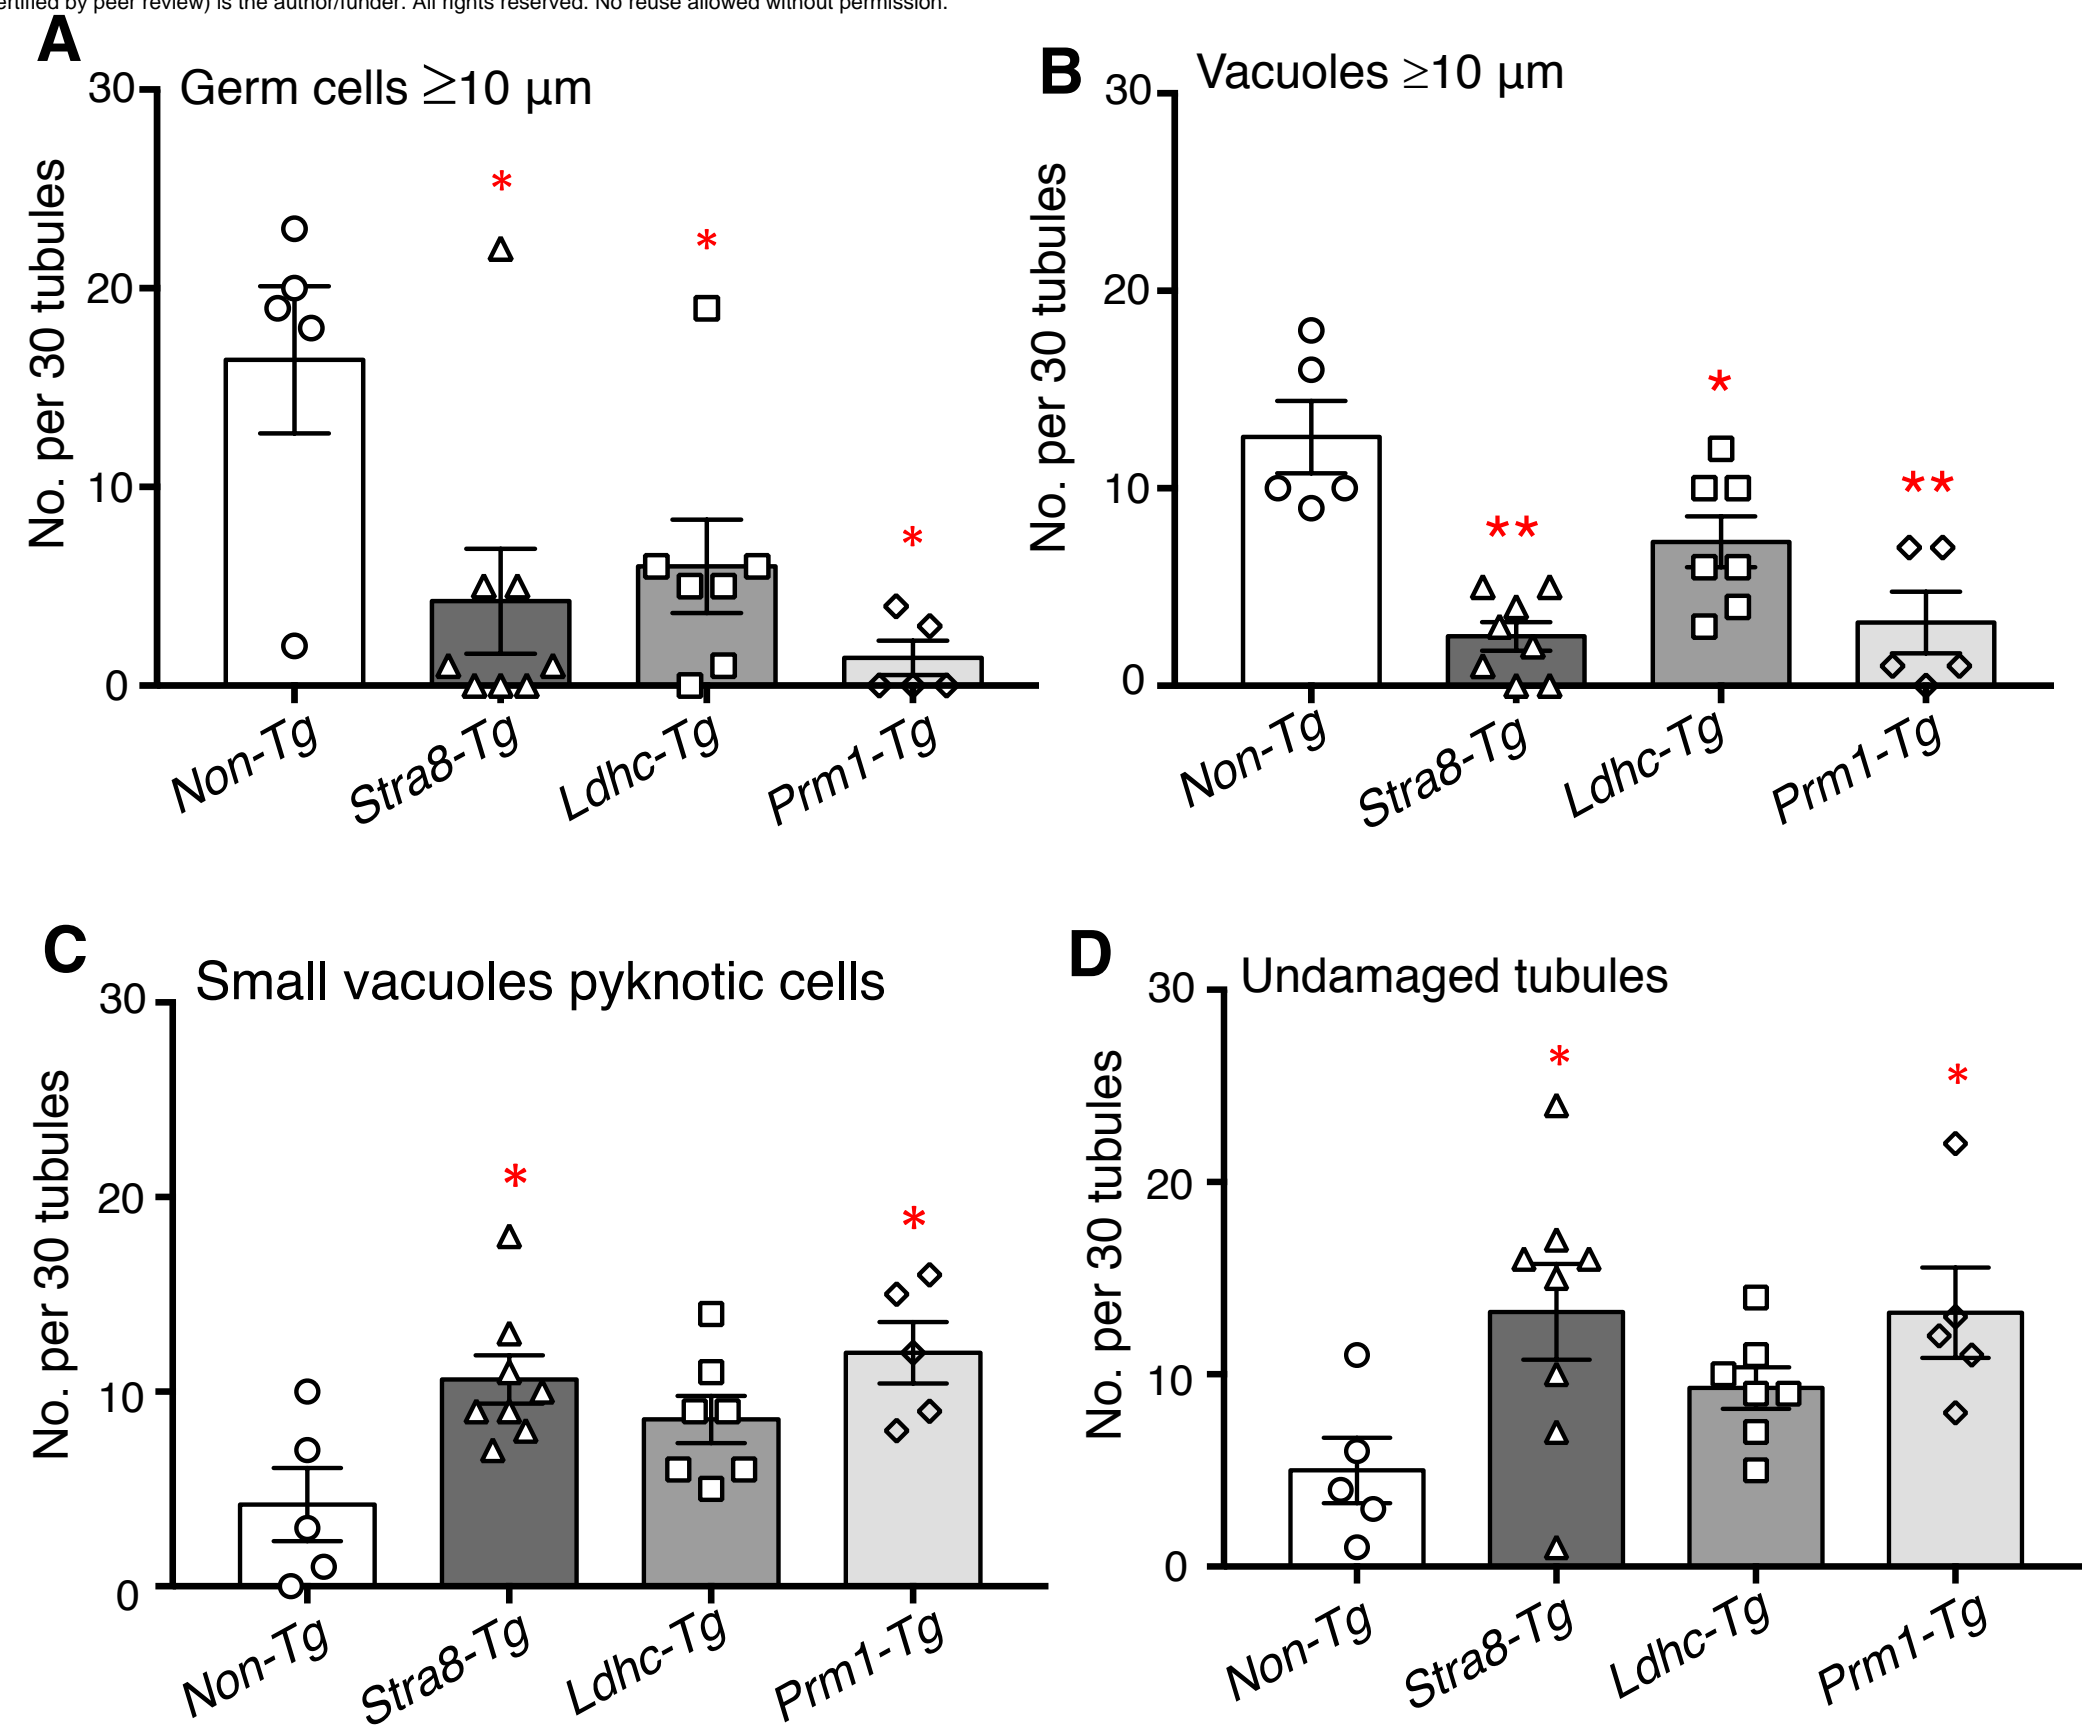 ertified by peer review) is the author/funder. All rights reserved. No reuse allowed without permission.
A
Germ cells ≥10 µm
No. per 30 tubules
30
20
10
0
*
*
*
Non-Tg
Stra8-Tg
Ldhc-Tg
Prm1-Tg
B
Vacuoles ≥10 µm
No. per 30 tubules
30
20
10
0
**
*
**
Non-Tg
Stra8-Tg
Ldhc-Tg
Prm1-Tg
C
Small vacuoles pyknotic cells
No. per 30 tubules
30
20
10
0
*
*
Non-Tg
Stra8-Tg
Ldhc-Tg
Prm1-Tg
D
Undamaged tubules
No. per 30 tubules
30
20
10
0
*
*
Non-Tg
Stra8-Tg
Ldhc-Tg
Prm1-Tg